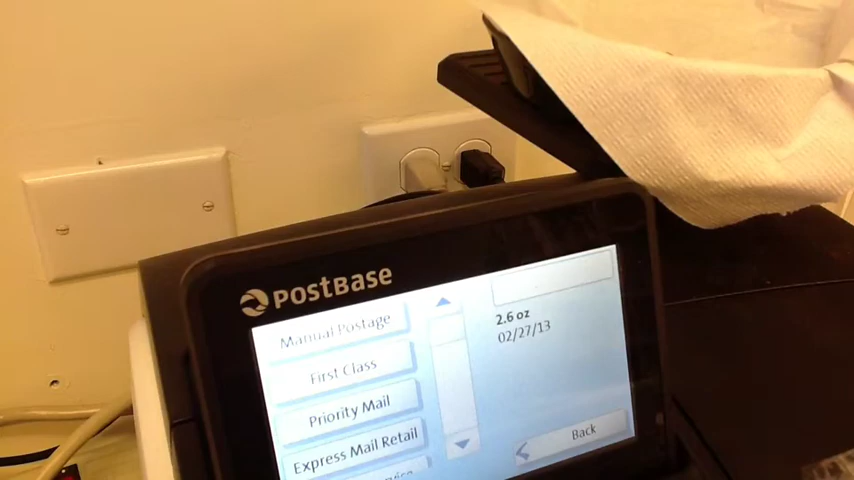 POSTBASE
Manual Postage
First Class
Priority Mail
Express Mail Retail
2.6 oz
02/27/13
Back